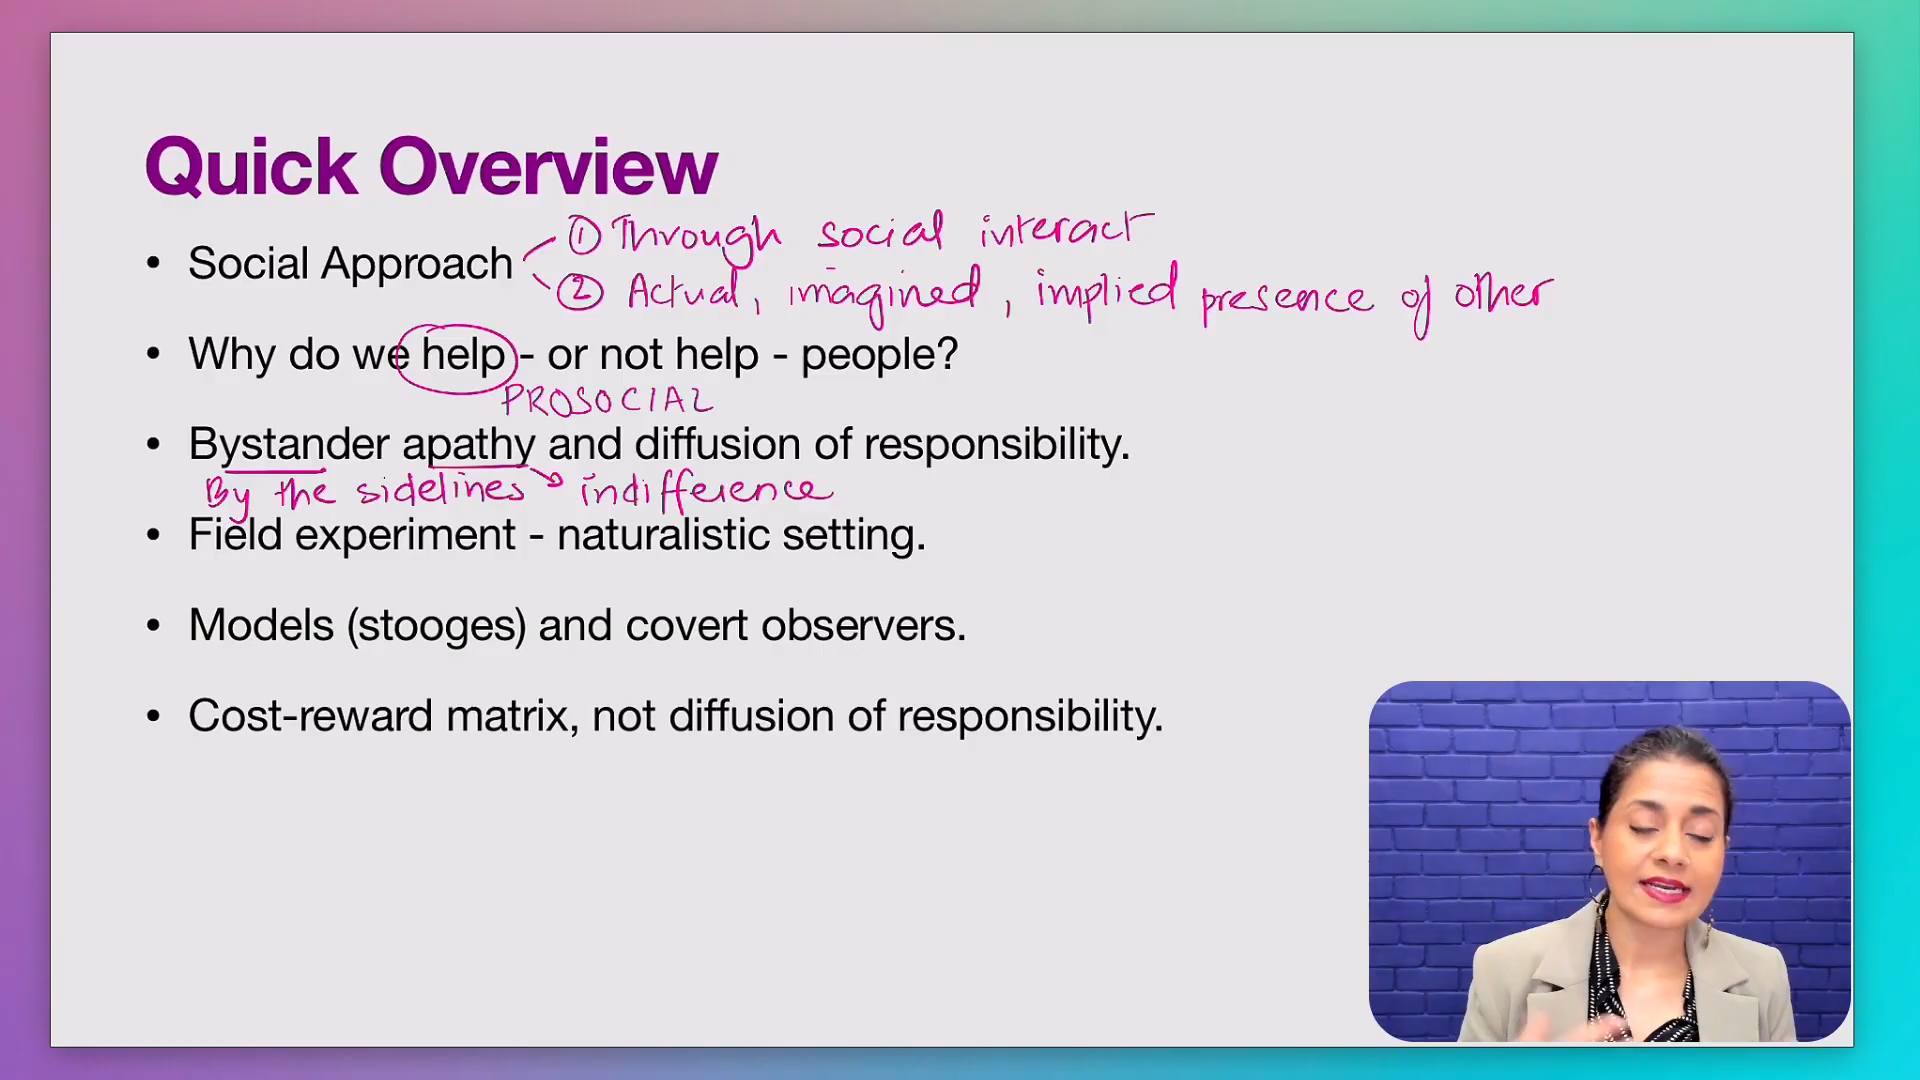 Quick Overview
① Through social interact
• Social Approach
② Actual, imagined, implied presence of other
• Why do we help - or not help - people?
PROSOCIAL
• Bystander apathy and diffusion of responsibility.
By the sidelines indifference
• Field experiment - naturalistic setting.
• Models (stooges) and covert observers.
• Cost-reward matrix, not diffusion of responsibility.